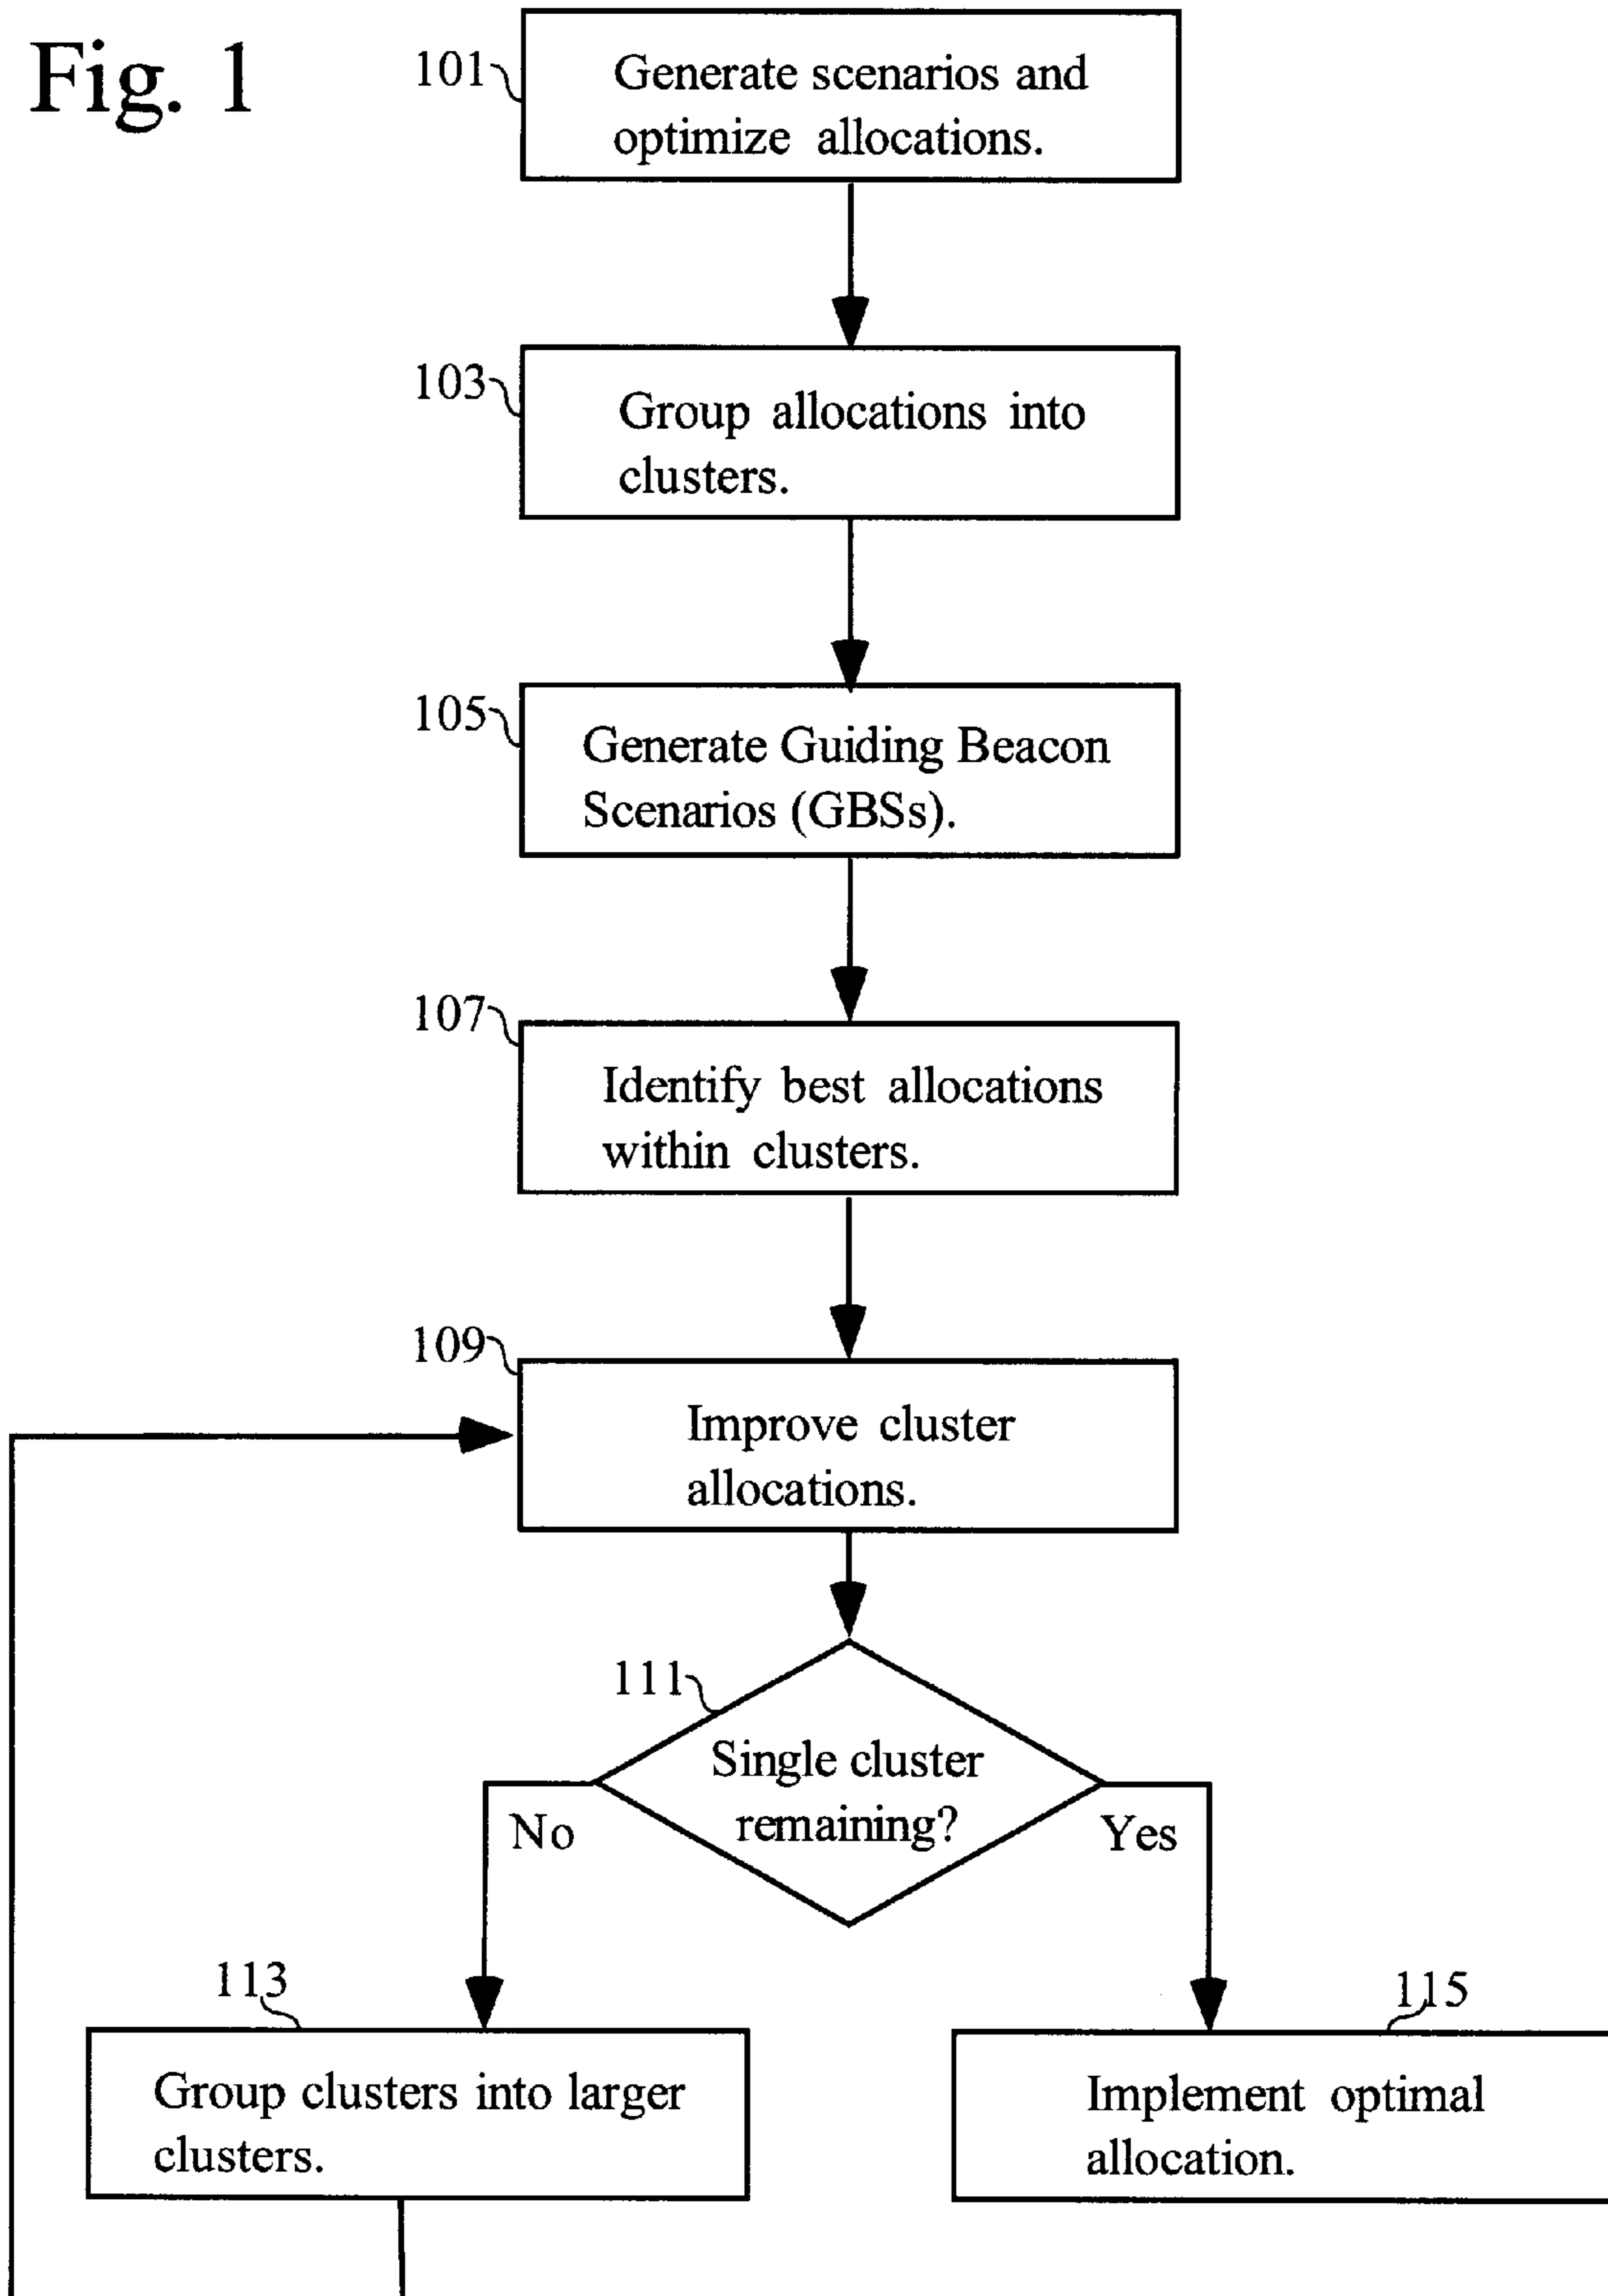 Fig. 1
101
Generate scenarios and
optimize allocations.
103
Group allocations into
clusters.
105
Generate Guiding Beacon
Scenarios (GBSs).
107
Identify best allocations
within clusters.
109
Improve cluster
allocations.
111
Single cluster
remaining?
No
Yes
113
115
Group clusters into larger
clusters.
Implement optimal
allocation.